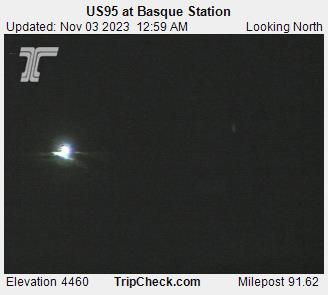 US95 at Basque Station
Updated: Nov 03 2023 12:59 AM Looking North
Elevation 4460 TripCheck.com Milepost 91.62